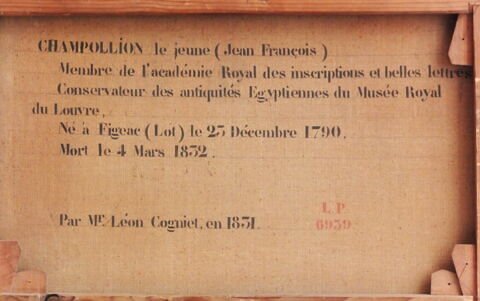 CHAMPOLLION le jeune (Jean François)
Membre de l'académie Royal des inscriptions et belles lettres
Conservateur des antiquités Egyptiennes du Musée Royal
du Louvre,
Né à Figeac (Lot) le 23 Décembre 1790.
Mort le 4 Mars 1832.
Par Mr. Léon Cogniet, en 1831.
L.P.
6939